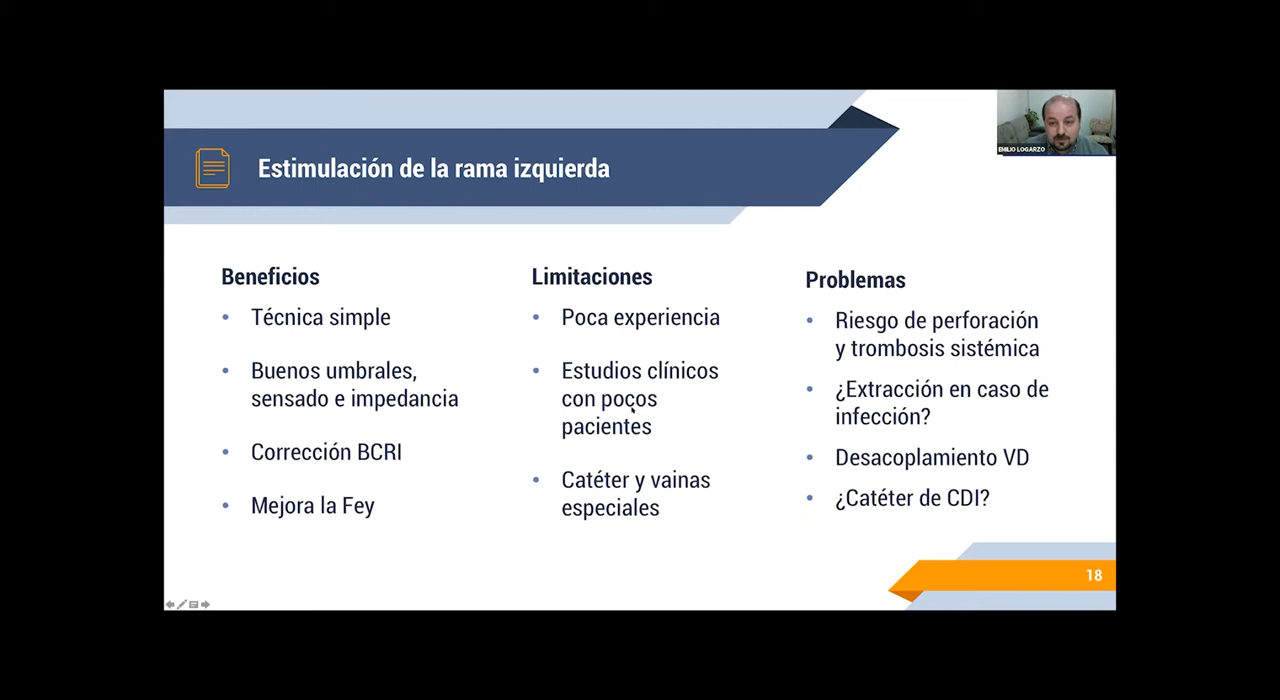 EMILIO LOGARZO
Estimulación de la rama izquierda
Beneficios
• Técnica simple
• Buenos umbrales,
sensado e impedancia
• Corrección BCRI
• Mejora la Fey
Limitaciones
• Poca experiencia
• Estudios clínicos
con pocos
pacientes
• Catéter y vainas
especiales
Problemas
• Riesgo de perforación
y trombosis sistémica
• ¿Extracción en caso de
infección?
• Desacoplamiento VD
• ¿Catéter de CDI?
18